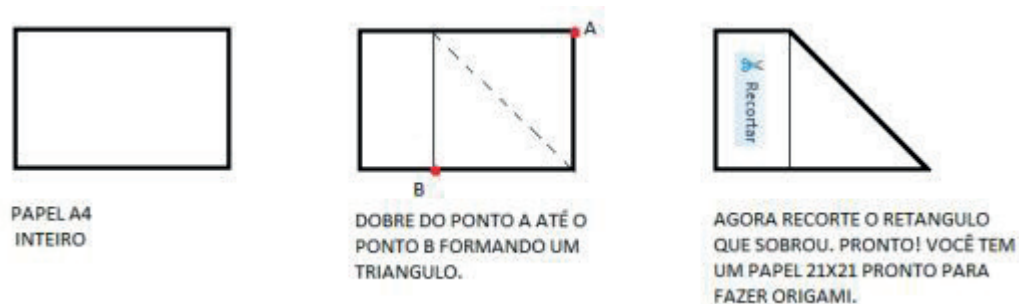 PAPEL A4
INTEIRO
A
B
DOBRE DO PONTO A ATÉ O
PONTO B FORMANDO UM
TRIANGULO.
Recortar
AGORA RECORTE O RETANGULO
QUE SOBROU. PRONTO! VOCÊ TEM
UM PAPEL 21X21 PRONTO PARA
FAZER ORIGAMI.